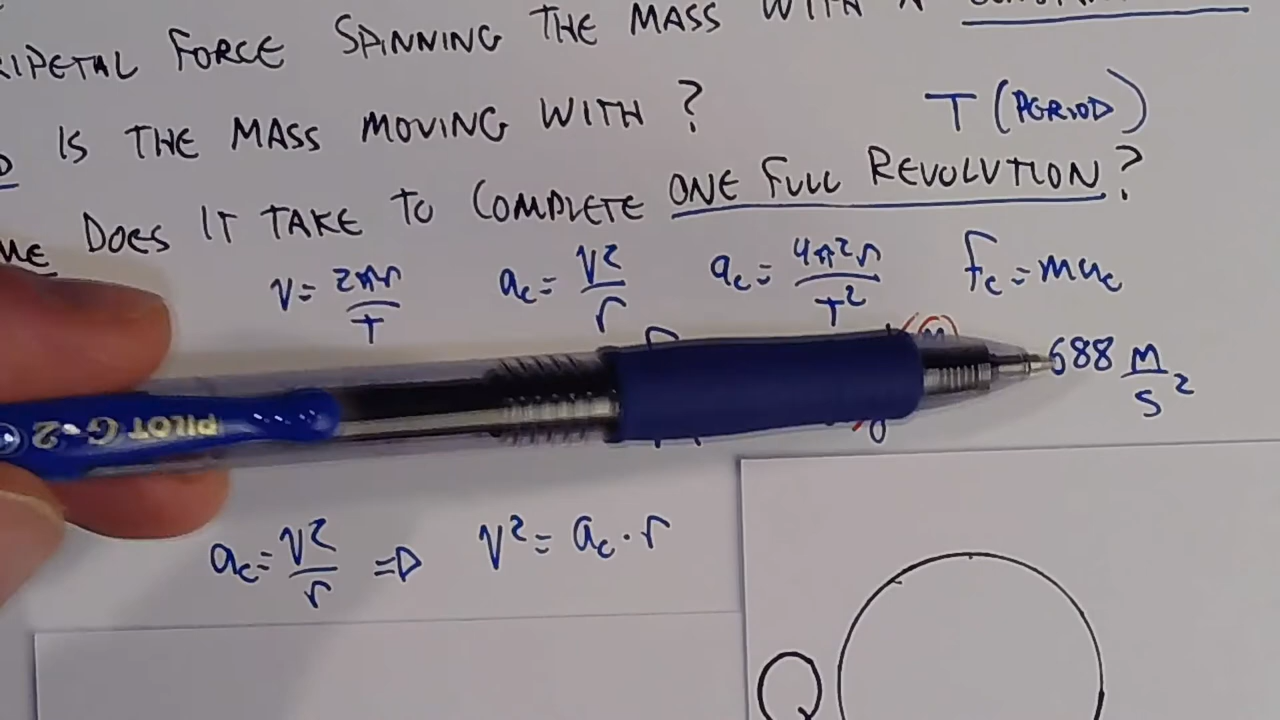 FORCE SPINNING THE MASS WITH A
IS THE MASS MOVING WITH?
T (PERIOD)
DOES IT TAKE TO COMPLETE ONE FULL REVOLUTION?
V = 2πr/T ac = V²/r ac = 4π²r/T² Fc = mac
688 m/s²
PILOT G-2
ac = V²/r ⇒ V² = ac · r